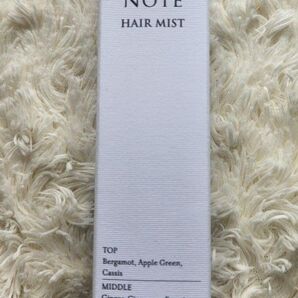 NOTE
HAIR MIST
TOP
Bergamot, Apple Green,
Cassis
MIDDLE